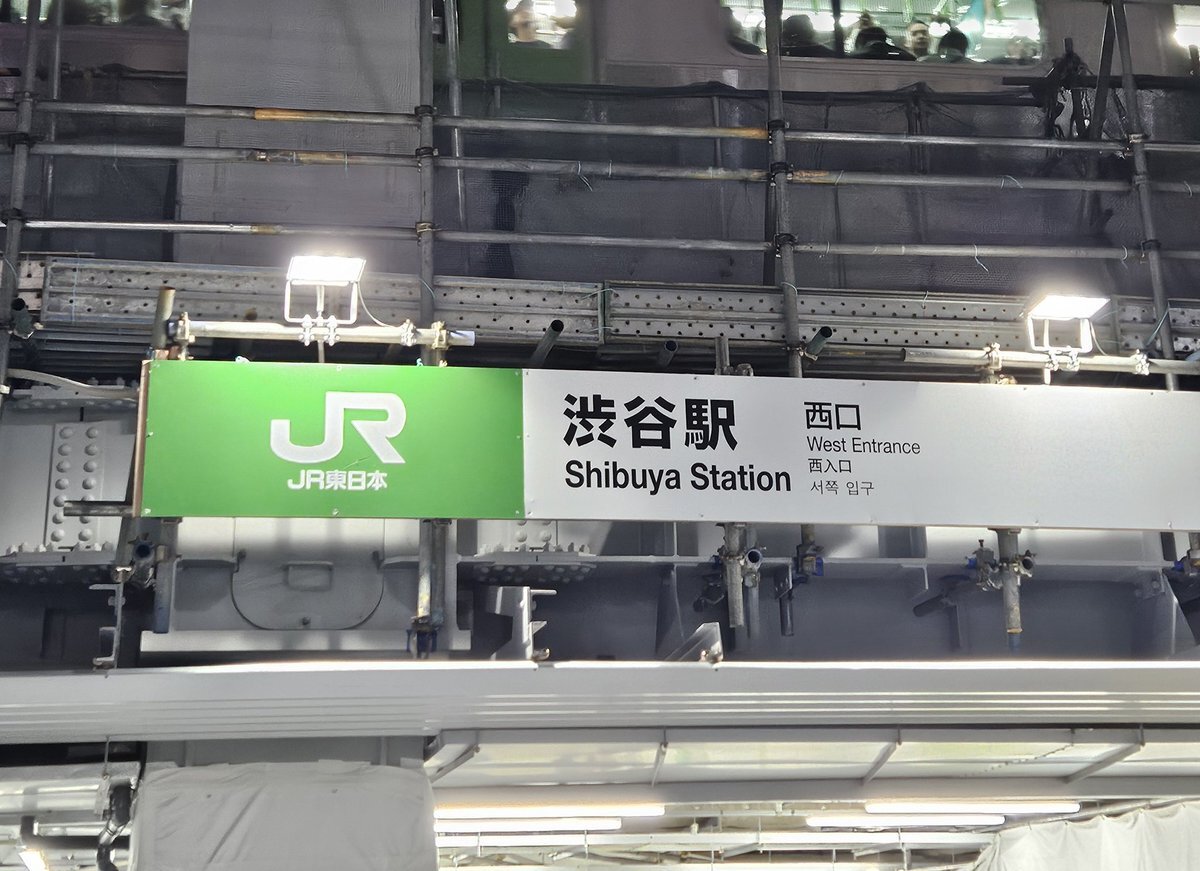 JR
JR東日本
渋谷駅
Shibuya Station
西口
West Entrance
西入口
서쪽 입구